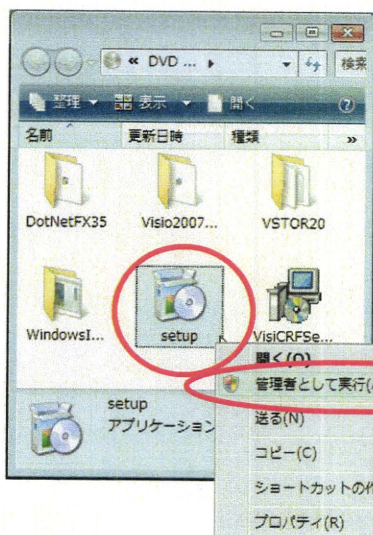 « DVD ...
検索
整理
表示
開く
名前
更新日時
種類
»
DotNetFX35
Visio2007...
VSTOR20
WindowsI...
setup
VisiCRFSe...
開く(O)
管理者として実行(
送る(N)
コピー(C)
ショートカットの作
プロパティ(R)
setup
アプリケーション